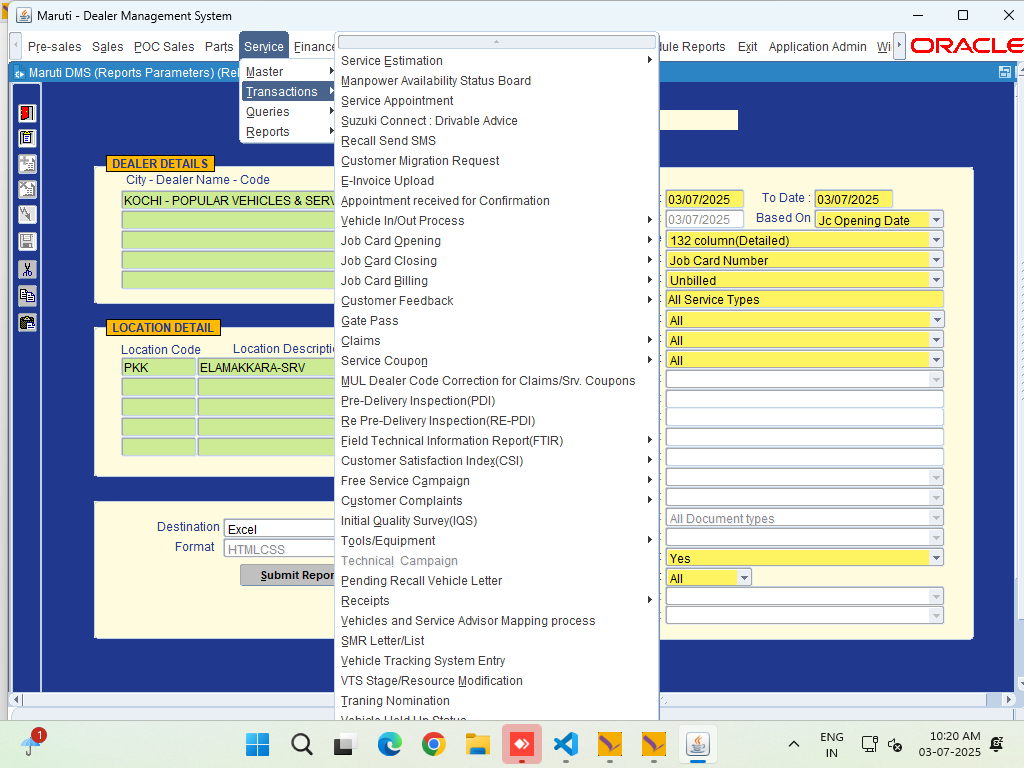 Maruti - Dealer Management System
Pre-sales Sales POC Sales Parts Service Finance dule Reports Exit Application Admin Wi ORACLE
Maruti DMS (Reports Parameters) (Rel
Master
Transactions
Queries
Reports
Service Estimation
Manpower Availability Status Board
Service Appointment
Suzuki Connect : Drivable Advice
Recall Send SMS
Customer Migration Request
E-Invoice Upload
Appointment received for Confirmation
Vehicle In/Out Process
Job Card Opening
Job Card Closing
Job Card Billing
Customer Feedback
Gate Pass
Claims
Service Coupon
MUL Dealer Code Correction for Claims/Srv. Coupons
Pre-Delivery Inspection(PDI)
Re Pre-Delivery Inspection(RE-PDI)
Field Technical Information Report(FTIR)
Customer Satisfaction Index(CSI)
Free Service Campaign
Customer Complaints
Initial Quality Survey(IQS)
Tools/Equipment
Technical Campaign
Pending Recall Vehicle Letter
Receipts
Vehicles and Service Advisor Mapping process
SMR Letter/List
Vehicle Tracking System Entry
VTS Stage/Resource Modification
Traning Nomination
Vehicle Held Up Status
DEALER DETAILS
City - Dealer Name - Code
KOCHI - POPULAR VEHICLES & SERV
LOCATION DETAIL
Location Code Location Descriptio
PKK ELAMAKKARA-SRV
Destination Excel
Format HTMLCSS
Submit Repor
03/07/2025 To Date : 03/07/2025
03/07/2025 Based On Jc Opening Date
132 column(Detailed)
Job Card Number
Unbilled
All Service Types
All
All
All
All Document types
Yes
All
1
ENG
IN
10:20 AM
03-07-2025